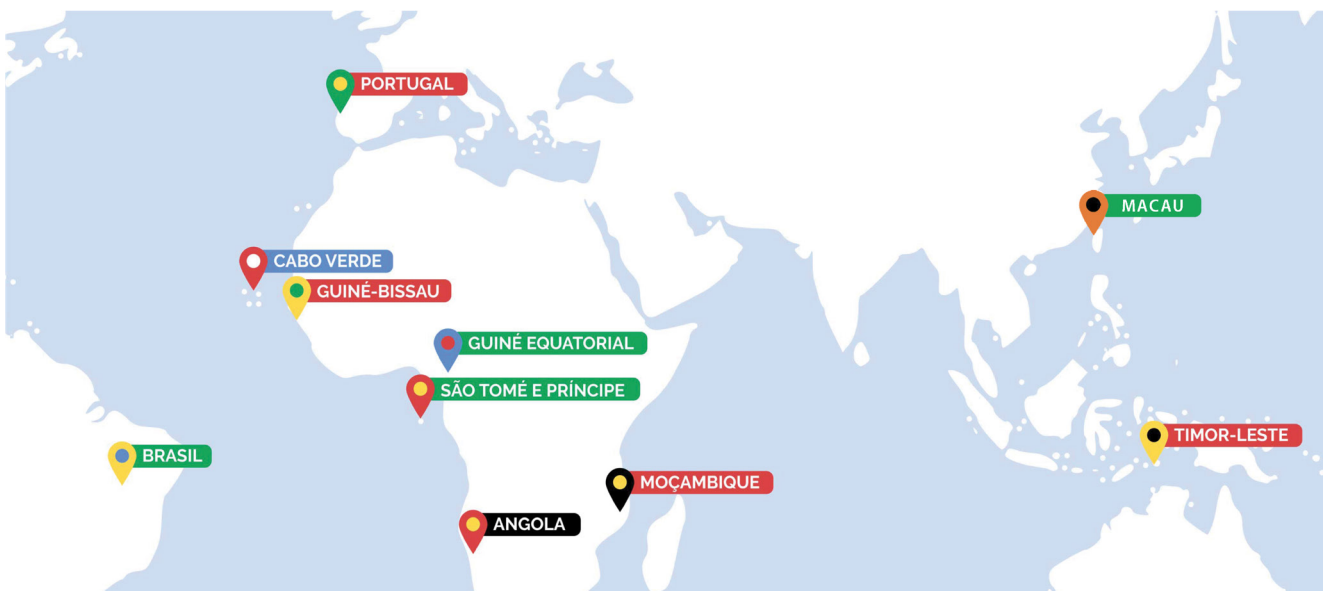 PORTUGAL
MACAU
CABO VERDE
GUINÉ-BISSAU
GUINÉ EQUATORIAL
SÃO TOMÉ E PRÍNCIPE
TIMOR-LESTE
BRASIL
MOÇAMBIQUE
ANGOLA